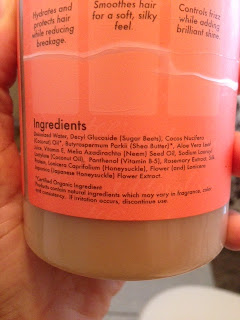 Hydrates and
protects hair
while reducing
breakage.
Smoothes hair
for a soft, silky
feel.
Controls frizz
while adding
brilliant shine.
Ingredients
Deionized Water, Decyl Glucoside (Sugar Beets), Cocos Nucifera
(Coconut) Oil*, Butyrospermum Parkii (Shea Butter)*, Aloe Vera Leaf
Juice, Vitamin E, Melia Azadirachta (Neem) Seed Oil, Sodium Lauroyl
(Coconut Oil), Panthenol (Vitamin B-5), Rosemary Extract, Silk
Lonicera Caprifolium (Honeysuckle), Flower (and) Lonicera
Japonica (Japanese Honeysuckle) Flower Extract.
*Certified Organic Ingredient
Products contain natural ingredients which may vary in fragrance, color,
and consistency. If irritation occurs, discontinue use.